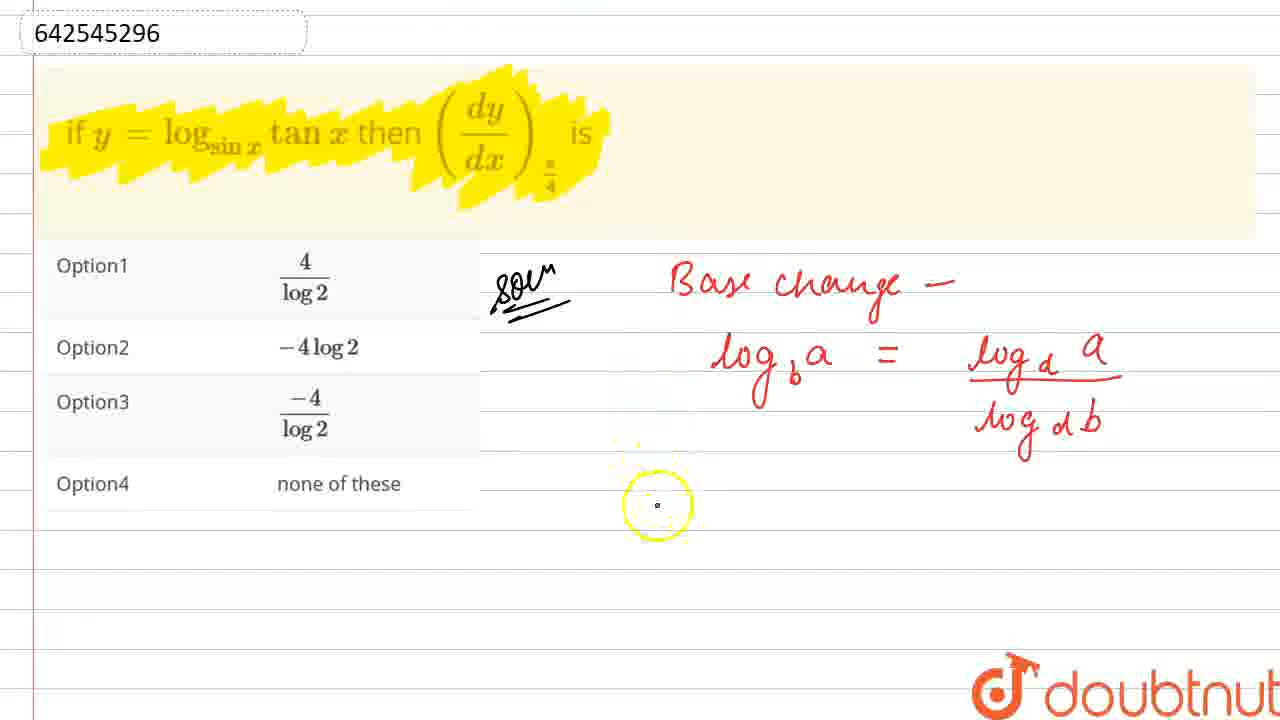 642545296
if y = log_{sin x} tan x then (dy/dx)_{π/4} is
Option1 4/log 2
Option2 −4 log 2
Option3 −4/log 2
Option4 none of these
Soln
Base change –
log_b a = log_d a / log_d b
doubtnut